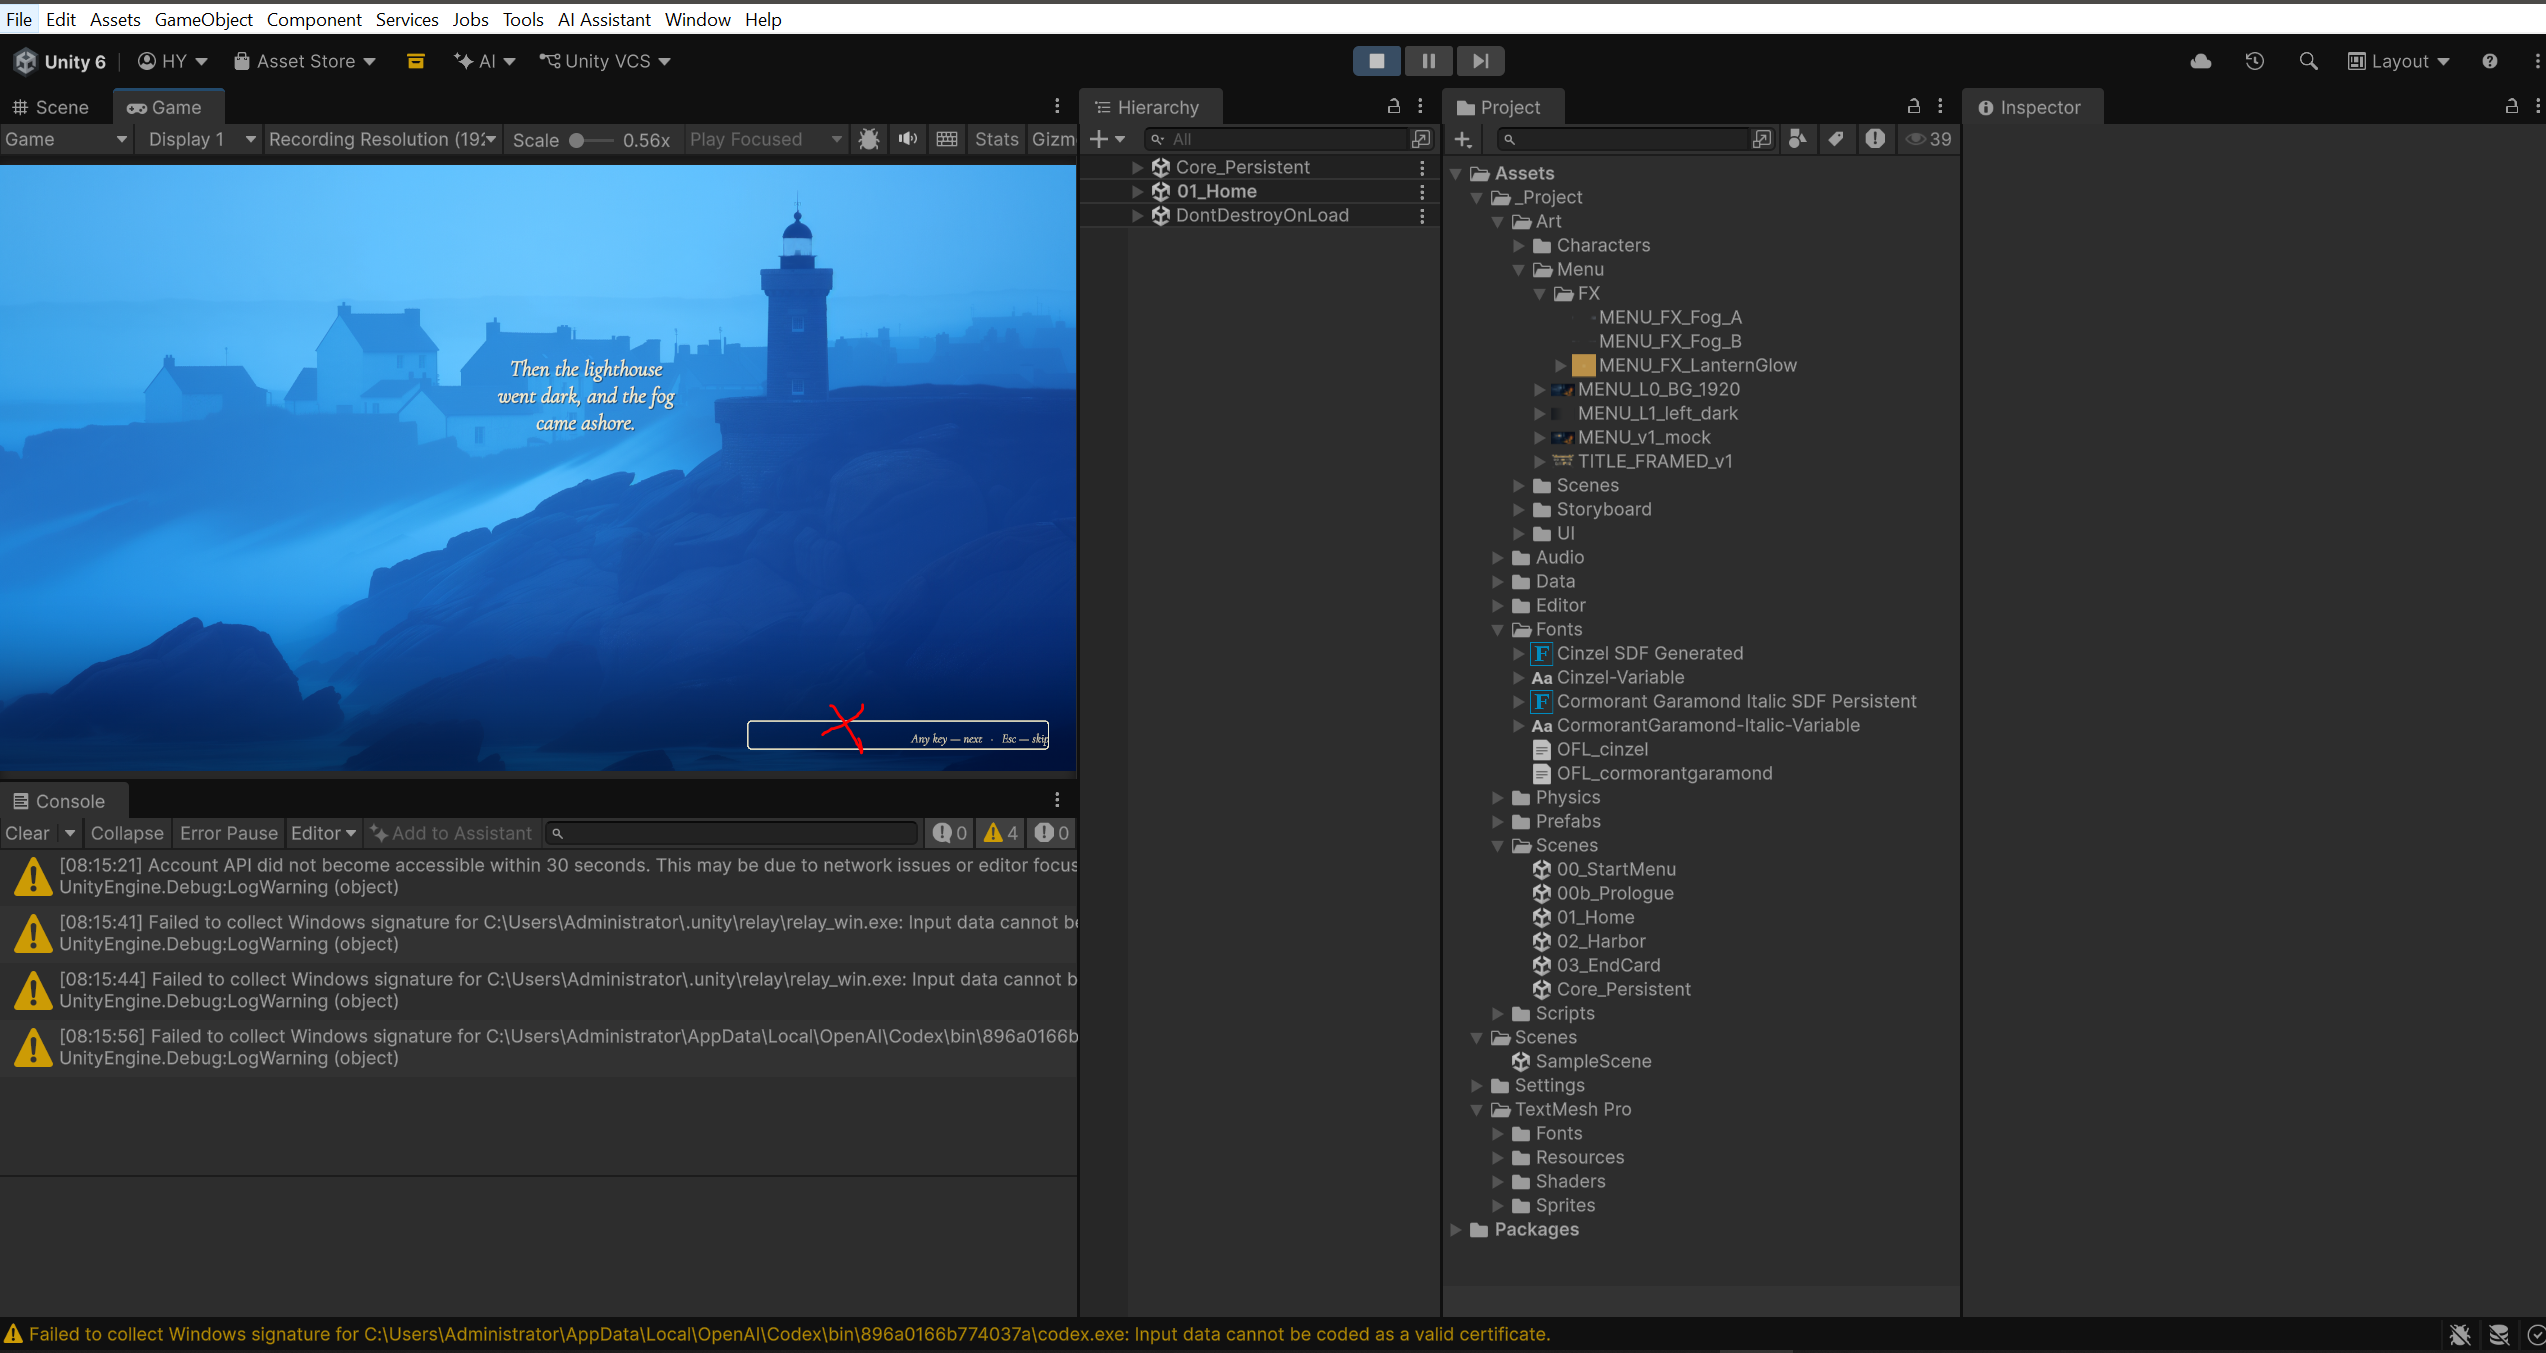 File Edit Assets GameObject Component Services Jobs Tools AI Assistant Window Help
Unity 6 HY Asset Store AI Unity VCS Layout
Scene Game
Game Display 1 Recording Resolution (19 Scale 0.56x Play Focused Stats Gizm
Then the lighthouse
went dark, and the fog
came ashore.
Any key — next · Esc — skip
Console
Clear Collapse Error Pause Editor Add to Assistant 0 4 0
[08:15:21] Account API did not become accessible within 30 seconds. This may be due to network issues or editor focus
UnityEngine.Debug:LogWarning (object)
[08:15:41] Failed to collect Windows signature for C:\Users\Administrator\.unity\relay\relay_win.exe: Input data cannot be
UnityEngine.Debug:LogWarning (object)
[08:15:44] Failed to collect Windows signature for C:\Users\Administrator\.unity\relay\relay_win.exe: Input data cannot b
UnityEngine.Debug:LogWarning (object)
[08:15:56] Failed to collect Windows signature for C:\Users\Administrator\AppData\Local\OpenAI\Codex\bin\896a0166b
UnityEngine.Debug:LogWarning (object)
Hierarchy
All
Core_Persistent
01_Home
DontDestroyOnLoad
Project
39
Assets
_Project
Art
Characters
Menu
FX
MENU_FX_Fog_A
MENU_FX_Fog_B
MENU_FX_LanternGlow
MENU_L0_BG_1920
MENU_L1_left_dark
MENU_v1_mock
TITLE_FRAMED_v1
Scenes
Storyboard
UI
Audio
Data
Editor
Fonts
Cinzel SDF Generated
Cinzel-Variable
Cormorant Garamond Italic SDF Persistent
CormorantGaramond-Italic-Variable
OFL_cinzel
OFL_cormorantgaramond
Physics
Prefabs
Scenes
00_StartMenu
00b_Prologue
01_Home
02_Harbor
03_EndCard
Core_Persistent
Scripts
Scenes
SampleScene
Settings
TextMesh Pro
Fonts
Resources
Shaders
Sprites
Packages
Inspector
Failed to collect Windows signature for C:\Users\Administrator\AppData\Local\OpenAI\Codex\bin\896a0166b774037a\codex.exe: Input data cannot be coded as a valid certificate.